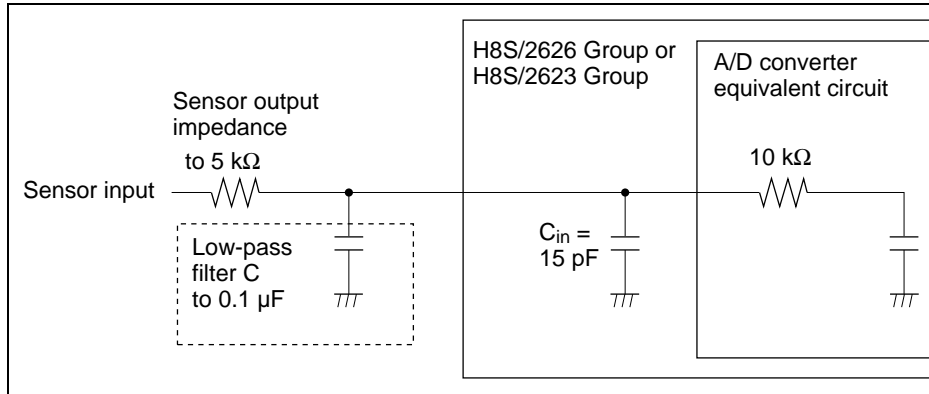 H8S/2626 Group or
H8S/2623 Group
A/D converter
equivalent circuit
Sensor output
impedance
to 5 kΩ
10 kΩ
Sensor input
Low-pass
filter C
to 0.1 µF
Cin =
15 pF